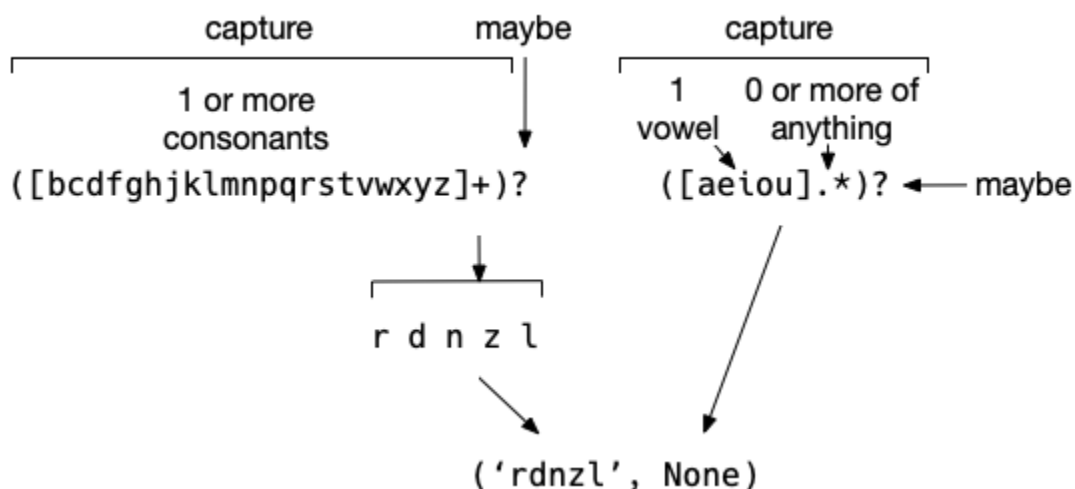 capture maybe capture
1 or more
consonants
1
vowel
0 or more of
anything
([bcdfghjklmnpqrstvwxyz]+)? ([aeiou].*)? maybe
r d n z l
(‘rdnzl’, None)